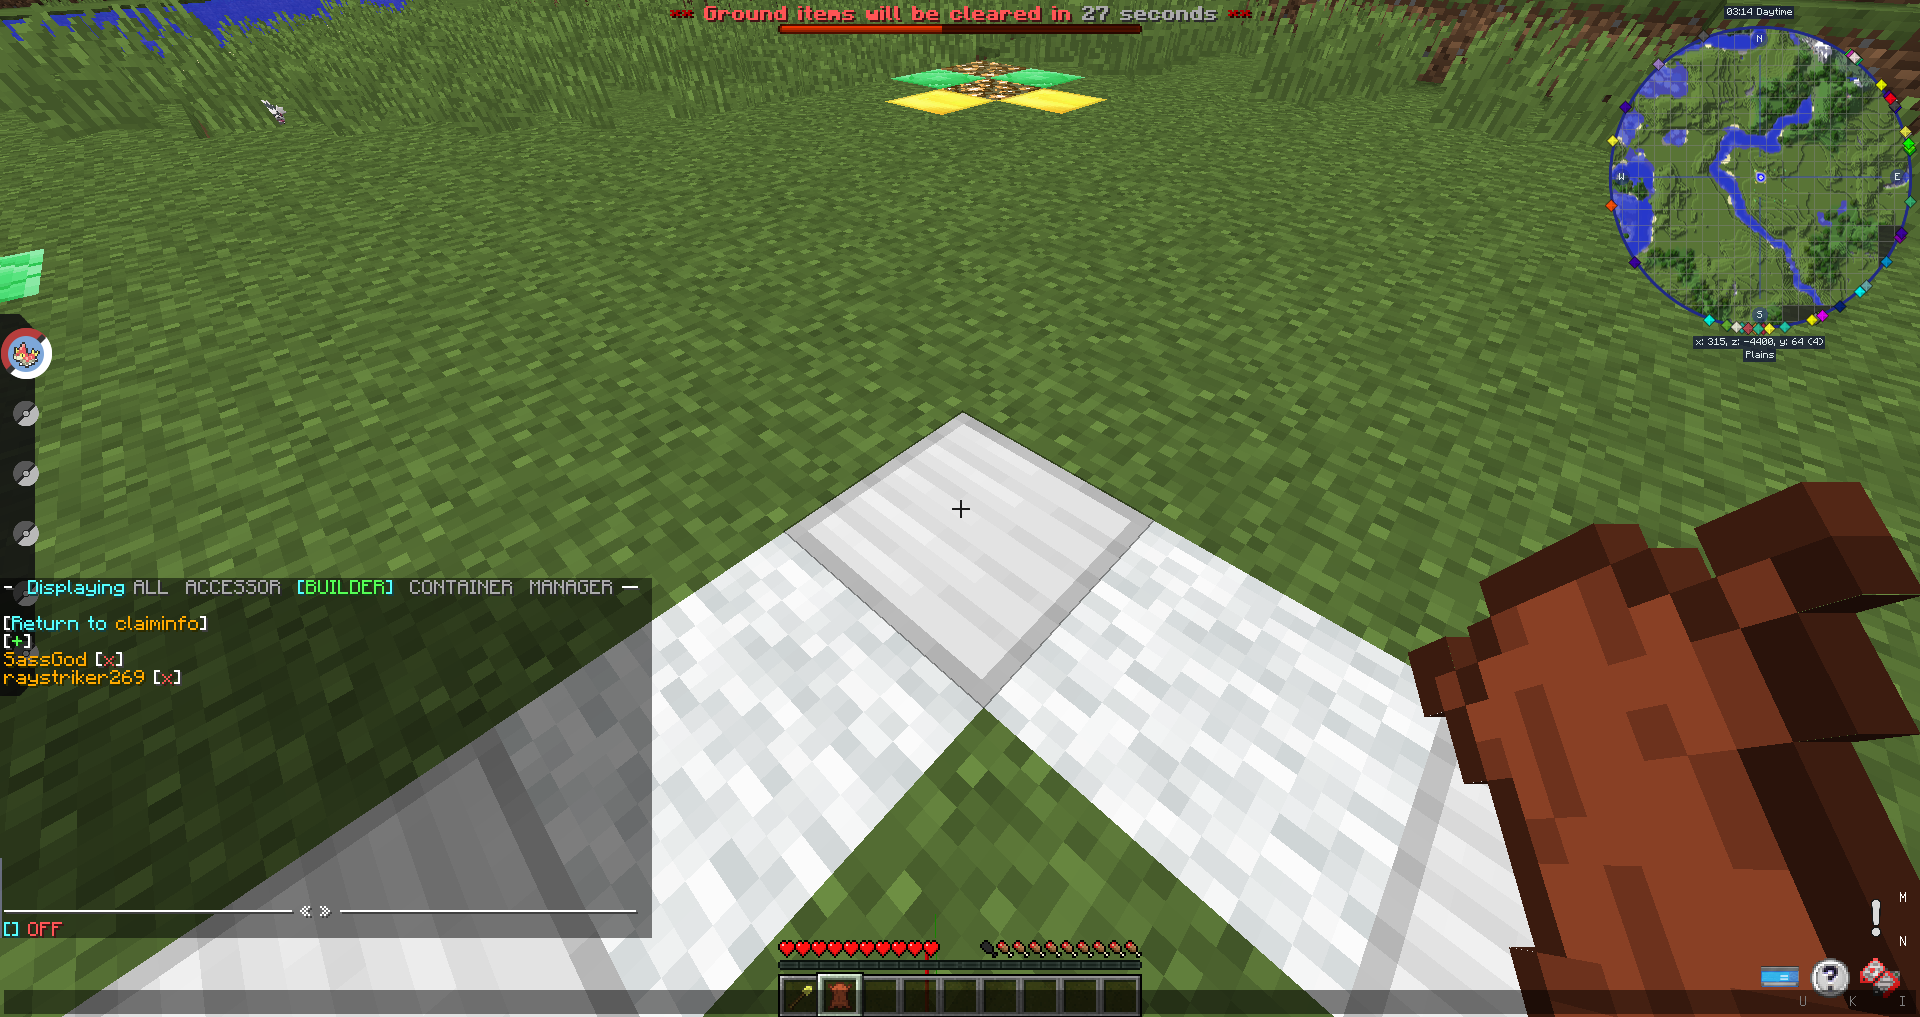 ** Ground items will be cleared in 27 seconds **
03:14 Daytime
N
W
E
S
x: 315, z: -4400, y: 64 (4)
Plains
- Displaying ALL ACCESSOR [BUILDER] CONTAINER MANAGER —
[Return to claiminfo]
[+]
SassGod [x]
raystriker269 [x]
« »
[] OFF
M
N
?
U K I